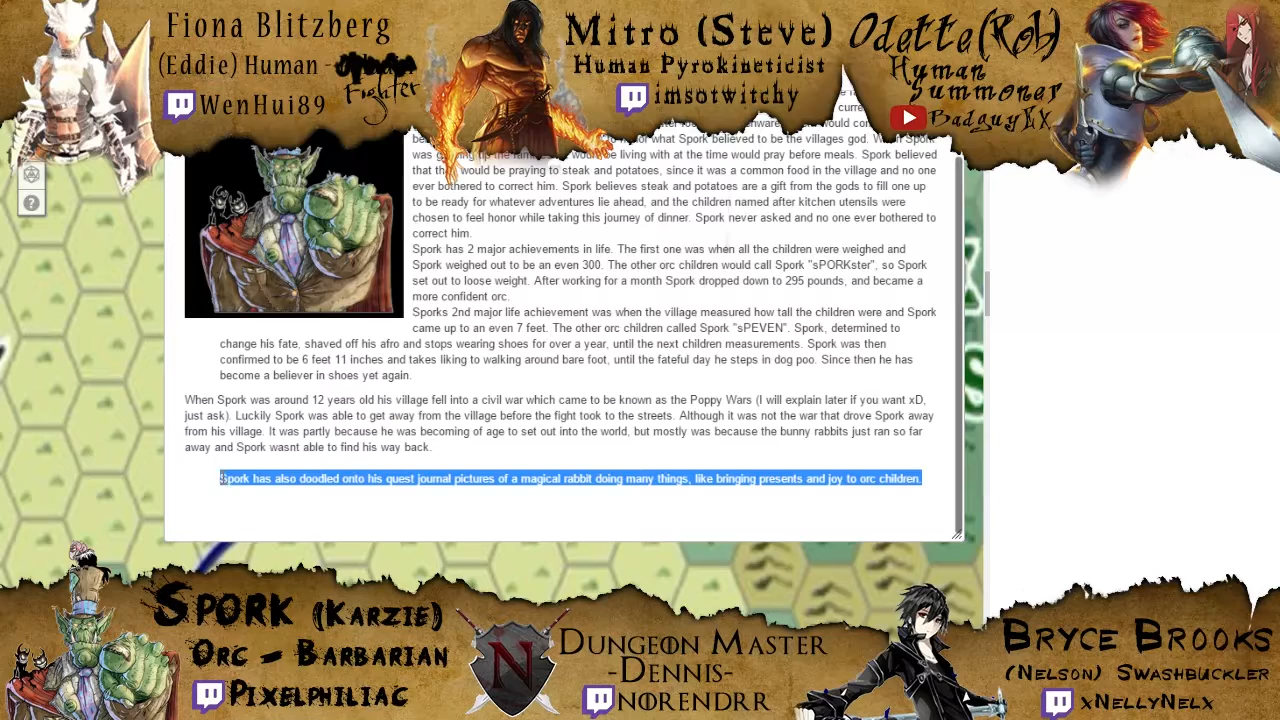 Fiona Blitzberg
(Eddie) Human -
Fighter
WenHui89
Mitro (Steve)
Human Pyrokineticist
imsotwitchy
Odette (Rob)
Human
Summoner
BadguyEX
what Spork believed to be the villages god.
living with at the time would pray before meals. Spork believed
would be praying to steak and potatoes, since it was a common food in the village and no one
ever bothered to correct him. Spork believes steak and potatoes are a gift from the gods to fill one up
to be ready for whatever adventures lie ahead, and the children named after kitchen utensils were
chosen to feel honor while taking this journey of dinner. Spork never asked and no one ever bothered to
correct him.
Spork has 2 major achievements in life. The first one was when all the children were weighed and
Spork weighed out to be an even 300. The other orc children would call Spork "sPORKster", so Spork
set out to loose weight. After working for a month Spork dropped down to 295 pounds, and became a
more confident orc.
Sporks 2nd major life achievement was when the village measured how tall the children were and Spork
came up to an even 7 feet. The other orc children called Spork "sPEVEN". Spork, determined to
change his fate, shaved off his afro and stops wearing shoes for over a year, until the next children measurements. Spork was then
confirmed to be 6 feet 11 inches and takes liking to walking around bare foot, until the fateful day he steps in dog poo. Since then he has
become a believer in shoes yet again.
When Spork was around 12 years old his village fell into a civil war which came to be known as the Poppy Wars (I will explain later if you want xD,
just ask). Luckily Spork was able to get away from the village before the fight took to the streets. Although it was not the war that drove Spork away
from his village. It was partly because he was becoming of age to set out into the world, but mostly was because the bunny rabbits just ran so far
away and Spork wasnt able to find his way back.
Spork has also doodled onto his quest journal pictures of a magical rabbit doing many things, like bringing presents and joy to orc children.
Spork (Karzie)
Orc - Barbarian
Pixelphiliac
N
Dungeon Master
-Dennis-
norendrr
Bryce Brooks
(Nelson) Swashbuckler
xNellyNelx